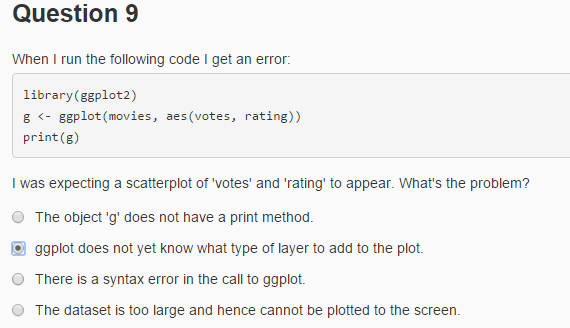 Question 9
When I run the following code I get an error:
library(ggplot2)
g <- ggplot(movies, aes(votes, rating))
print(g)
I was expecting a scatterplot of 'votes' and 'rating' to appear. What's the problem?
The object 'g' does not have a print method.
ggplot does not yet know what type of layer to add to the plot.
There is a syntax error in the call to ggplot.
The dataset is too large and hence cannot be plotted to the screen.